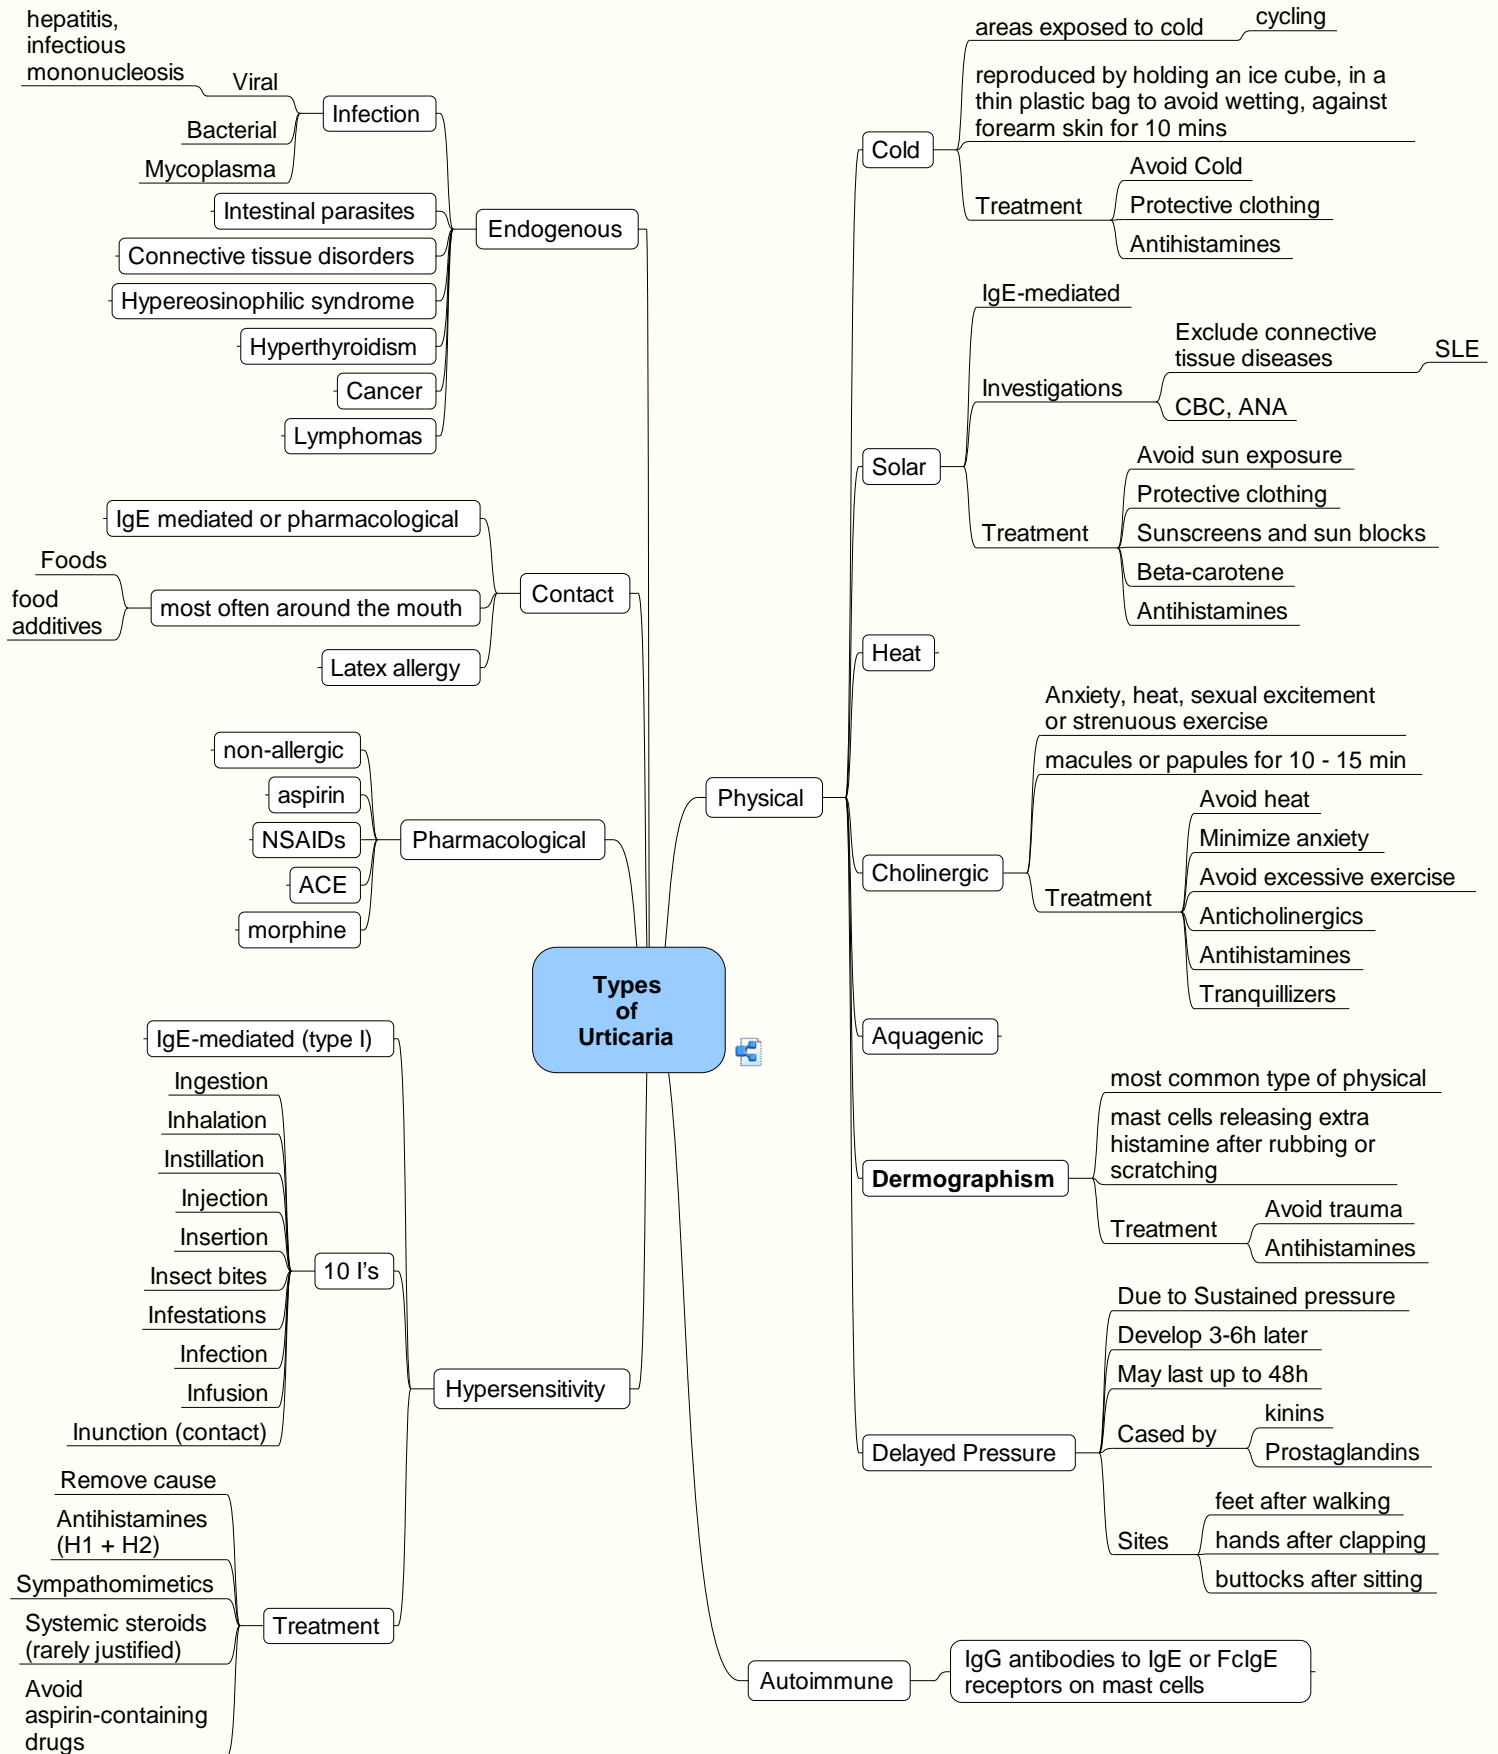 Types
of
Urticaria
Physical
Cold
areas exposed to cold
cycling
reproduced by holding an ice cube, in a
thin plastic bag to avoid wetting, against
forearm skin for 10 mins
Treatment
Avoid Cold
Protective clothing
Antihistamines
Solar
IgE-mediated
Investigations
Exclude connective
tissue diseases
SLE
CBC, ANA
Treatment
Avoid sun exposure
Protective clothing
Sunscreens and sun blocks
Beta-carotene
Antihistamines
Heat
Cholinergic
Anxiety, heat, sexual excitement
or strenuous exercise
macules or papules for 10 - 15 min
Treatment
Avoid heat
Minimize anxiety
Avoid excessive exercise
Anticholinergics
Antihistamines
Tranquillizers
Aquagenic
Dermographism
most common type of physical
mast cells releasing extra
histamine after rubbing or
scratching
Treatment
Avoid trauma
Antihistamines
Delayed Pressure
Due to Sustained pressure
Develop 3-6h later
May last up to 48h
Cased by
kinins
Prostaglandins
Sites
feet after walking
hands after clapping
buttocks after sitting
Autoimmune
IgG antibodies to IgE or FcIgE
receptors on mast cells
Endogenous
Infection
Viral
hepatitis,
infectious
mononucleosis
Bacterial
Mycoplasma
Intestinal parasites
Connective tissue disorders
Hypereosinophilic syndrome
Hyperthyroidism
Cancer
Lymphomas
Contact
IgE mediated or pharmacological
most often around the mouth
Foods
food
additives
Latex allergy
Pharmacological
non-allergic
aspirin
NSAIDs
ACE
morphine
Hypersensitivity
IgE-mediated (type I)
10 I's
Ingestion
Inhalation
Instillation
Injection
Insertion
Insect bites
Infestations
Infection
Infusion
Inunction (contact)
Treatment
Remove cause
Antihistamines
(H1 + H2)
Sympathomimetics
Systemic steroids
(rarely justified)
Avoid
aspirin-containing
drugs